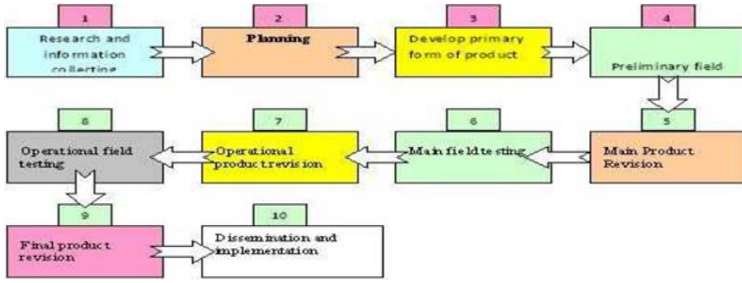 1
Research and
information
collecting
2
Planning
3
Develop primary
form of product
4
Preliminary field
5
Main Product
Revision
6
Main field testing
7
Operational
product revision
8
Operational field
testing
9
Final product
revision
10
Dissemination and
implementation